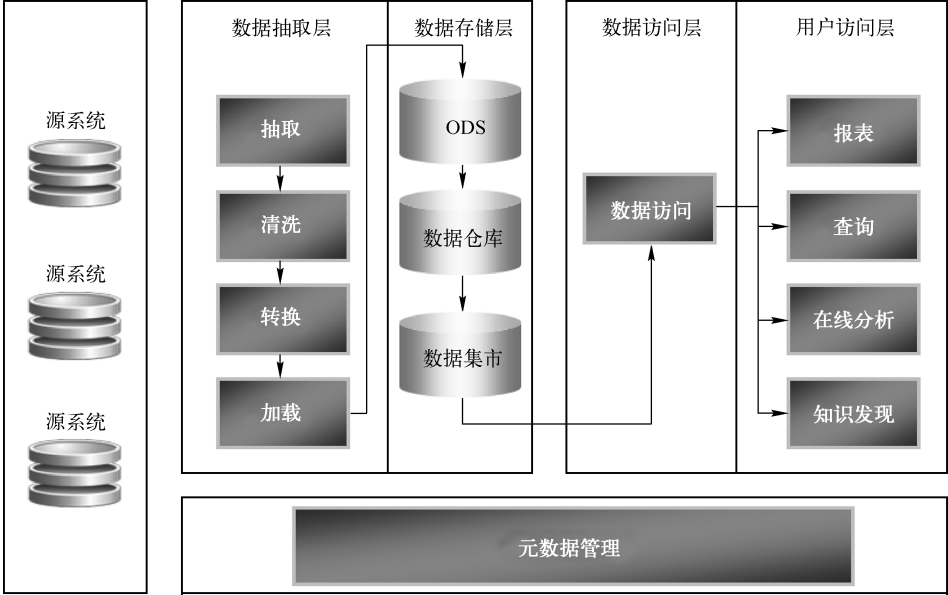 源系统
源系统
源系统
数据抽取层
抽取
清洗
转换
加载
数据存储层
ODS
数据仓库
数据集市
数据访问层
数据访问
用户访问层
报表
查询
在线分析
知识发现
元数据管理